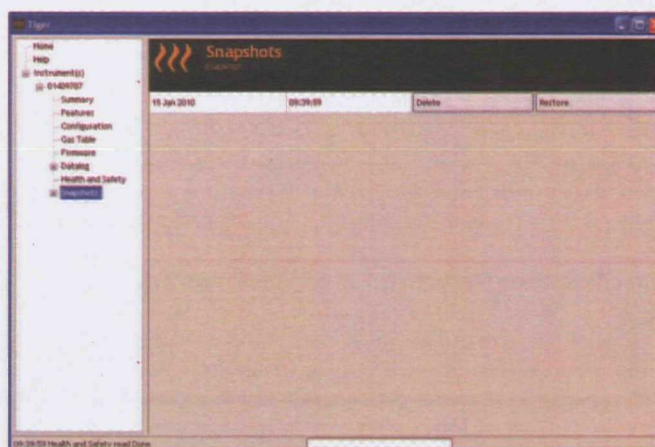 Tiger
Home
Help
Instrument(s)
01409707
Summary
Features
Configuration
Gas Table
Firmware
Datalog
Health and Safety
Snapshots
Snapshots
01409707
15 Jan 2010
09:39:59
Delete
Restore
09:39:59 Health and Safety read Done